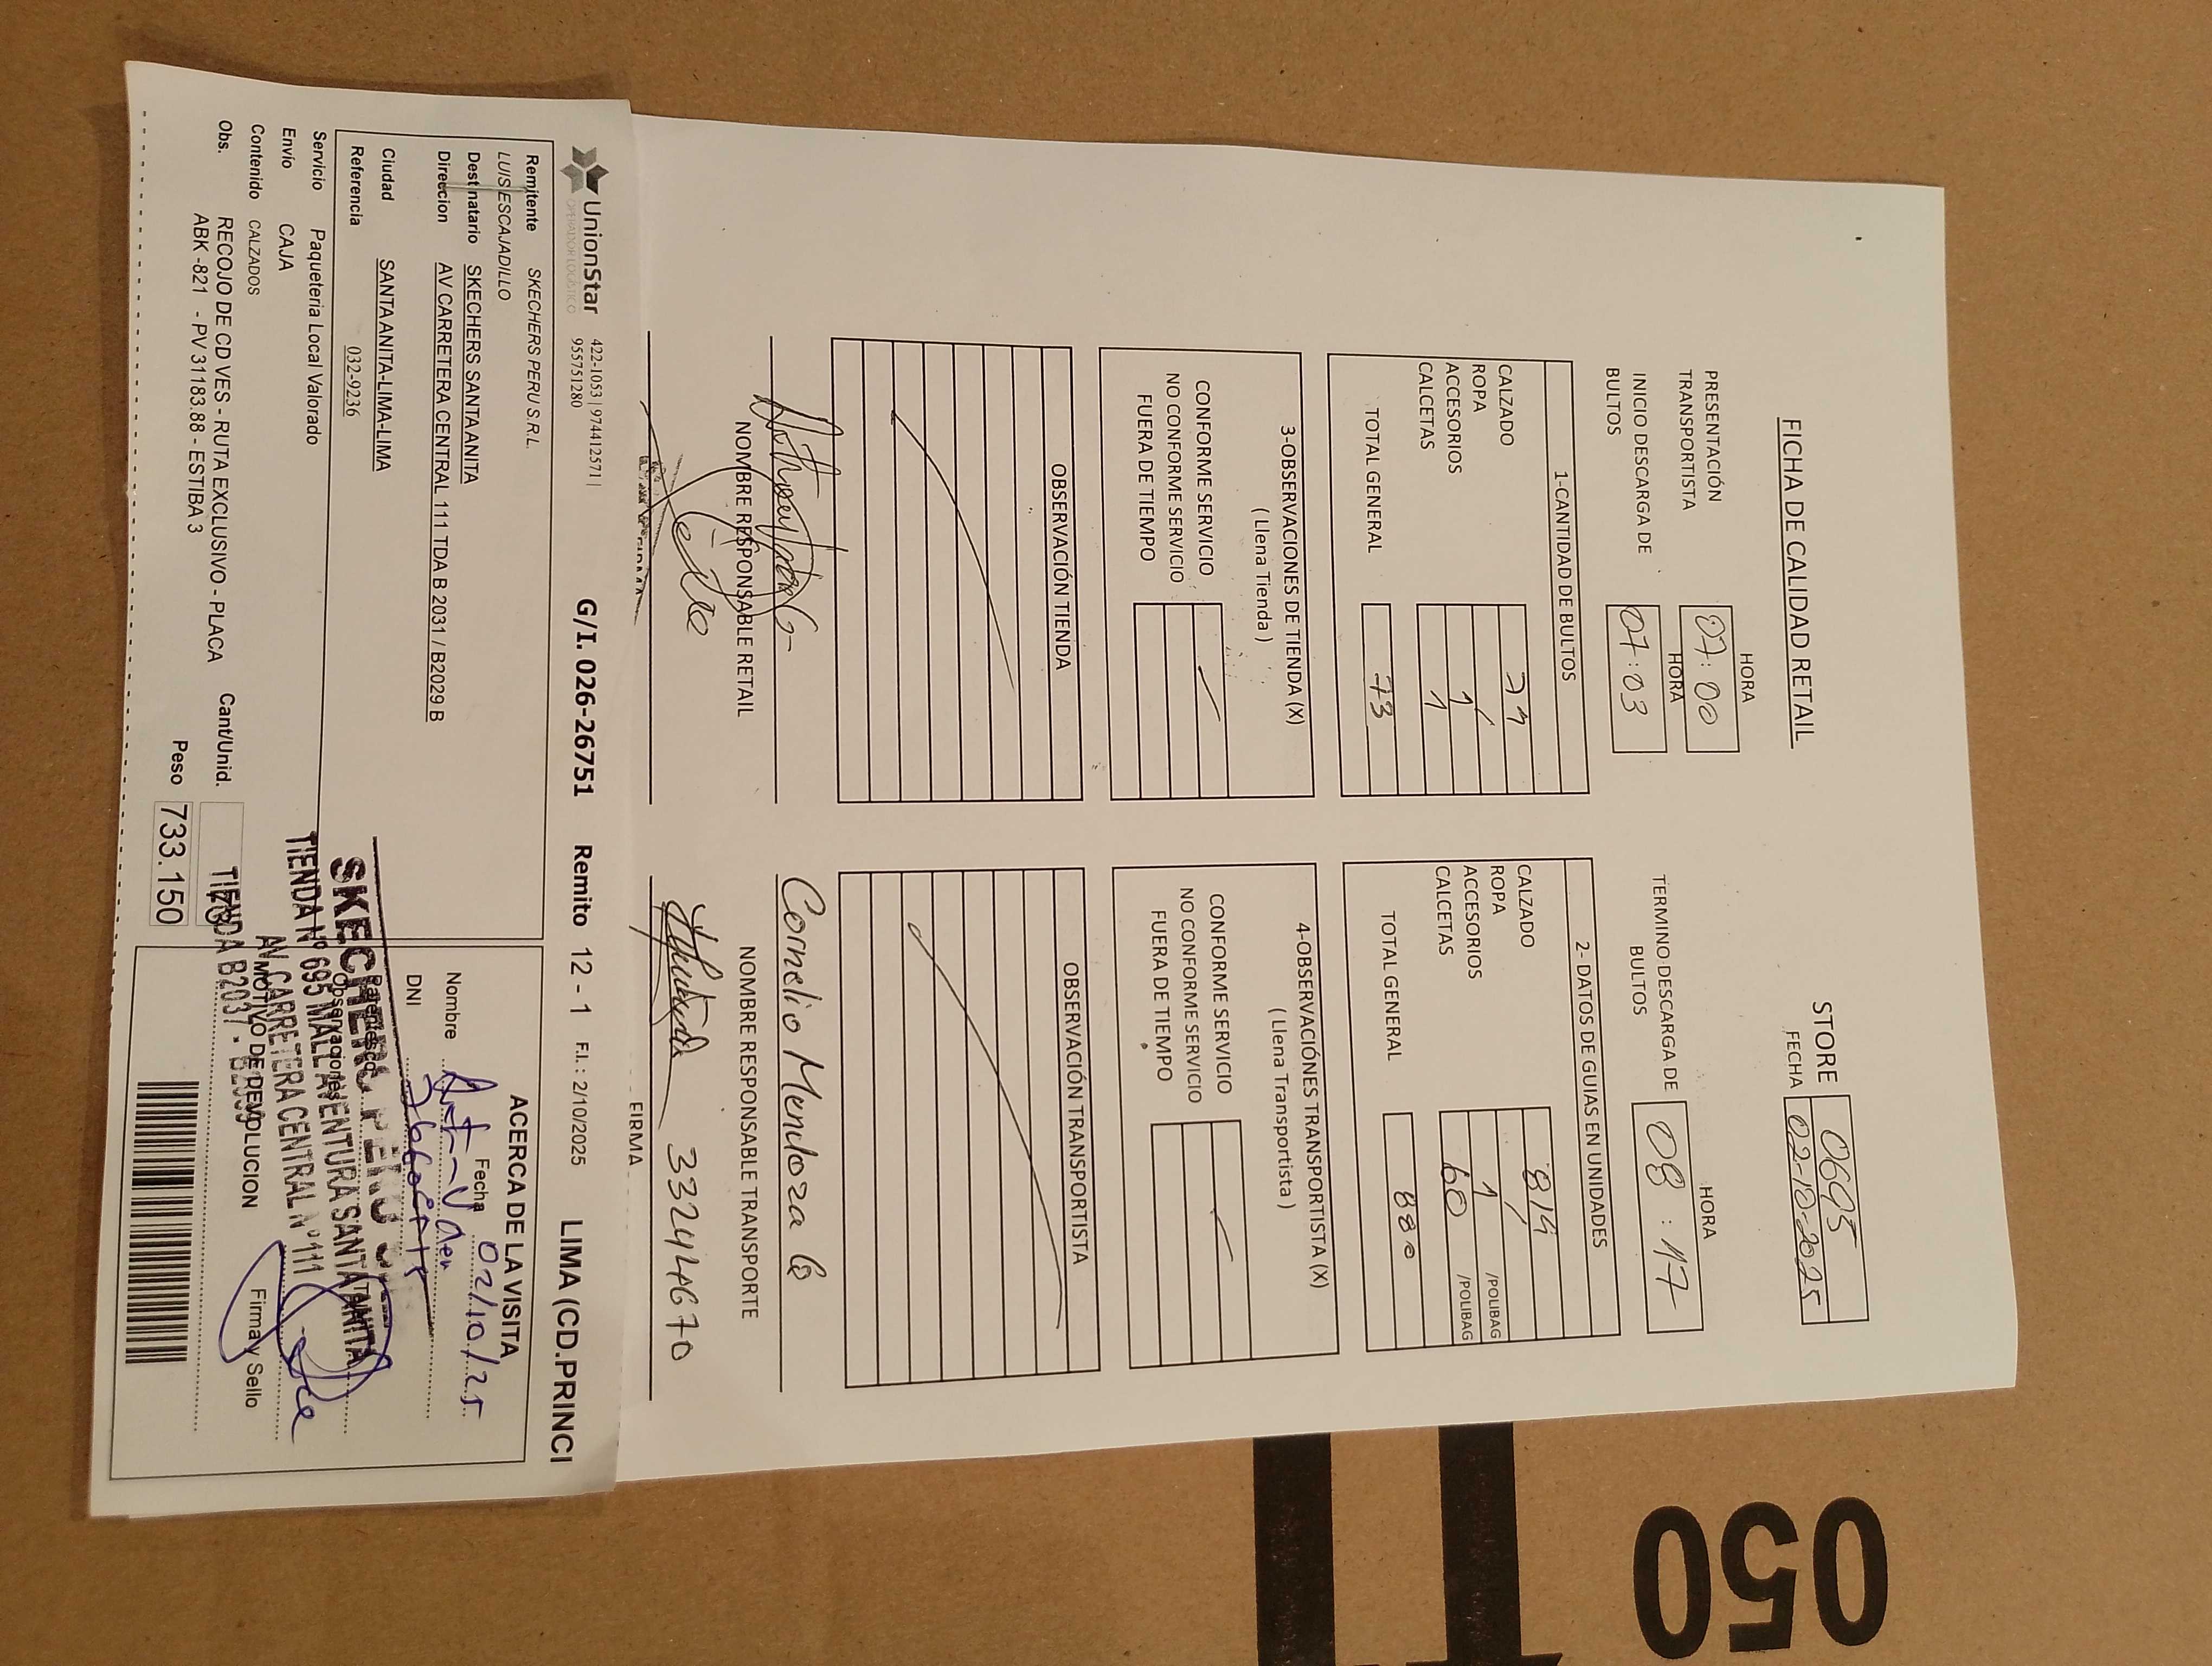 FICHA DE CALIDAD RETAIL
STORE 0695
FECHA 02-10-2025
HORA
PRESENTACIÓN
TRANSPORTISTA
07:00
HORA
INICIO DESCARGA DE
BULTOS
07:03
HORA
TERMINO DESCARGA DE
BULTOS
08:17
1-CANTIDAD DE BULTOS
CALZADO
ROPA
ACCESORIOS 1
CALCETAS 1
TOTAL GENERAL 73
2- DATOS DE GUIAS EN UNIDADES
CALZADO 819
ROPA /POLIBAG
ACCESORIOS 1
CALCETAS 60 /POLIBAG
TOTAL GENERAL 880
3-OBSERVACIONES DE TIENDA (X)
( Llena Tienda )
CONFORME SERVICIO
NO CONFORME SERVICIO
FUERA DE TIEMPO
4-OBSERVACIÓNES TRANSPORTISTA (X)
( Llena Transportista )
CONFORME SERVICIO
NO CONFORME SERVICIO
FUERA DE TIEMPO
OBSERVACIÓN TIENDA
OBSERVACIÓN TRANSPORTISTA
NOMBRE RESPONSABLE RETAIL
Cornelio Mendoza
NOMBRE RESPONSABLE TRANSPORTE
33244670
FIRMA
UnionStar
OPERADOR LOGÍSTICO
422-1053 | 974412571 |
955751280
G/I. 026-26751 Remito 12 - 1 F.I.: 2/10/2025 LIMA (CD.PRINCI
Remitente SKECHERS PERU S.R.L.
LUIS ESCAJADILLO
Destinatario SKECHERS SANTA ANITA
Direccion AV CARRETERA CENTRAL 111 TDA B 2031 / B2029 B
Ciudad SANTA ANITA-LIMA-LIMA
Referencia 032-9236
Servicio Paqueteria Local Valorado
Envio CAJA
Contenido CALZADOS
Obs. RECOJO DE CD VES - RUTA EXCLUSIVO - PLACA
ABK -821 - PV 31183.88 - ESTIBA 3
Cant/Unid.
Peso 733.150
ACERCA DE LA VISITA
Fecha 02/10/25
Nombre
DNI
Parentesco
Observaciones
MOTIVO DE DEVOLUCION
Firma y Sello
SKECHERS PERU
TIENDA Nº 695 MALL AVENTURA SANTA ANITA
AV. CARRETERA CENTRAL Nº 111
050